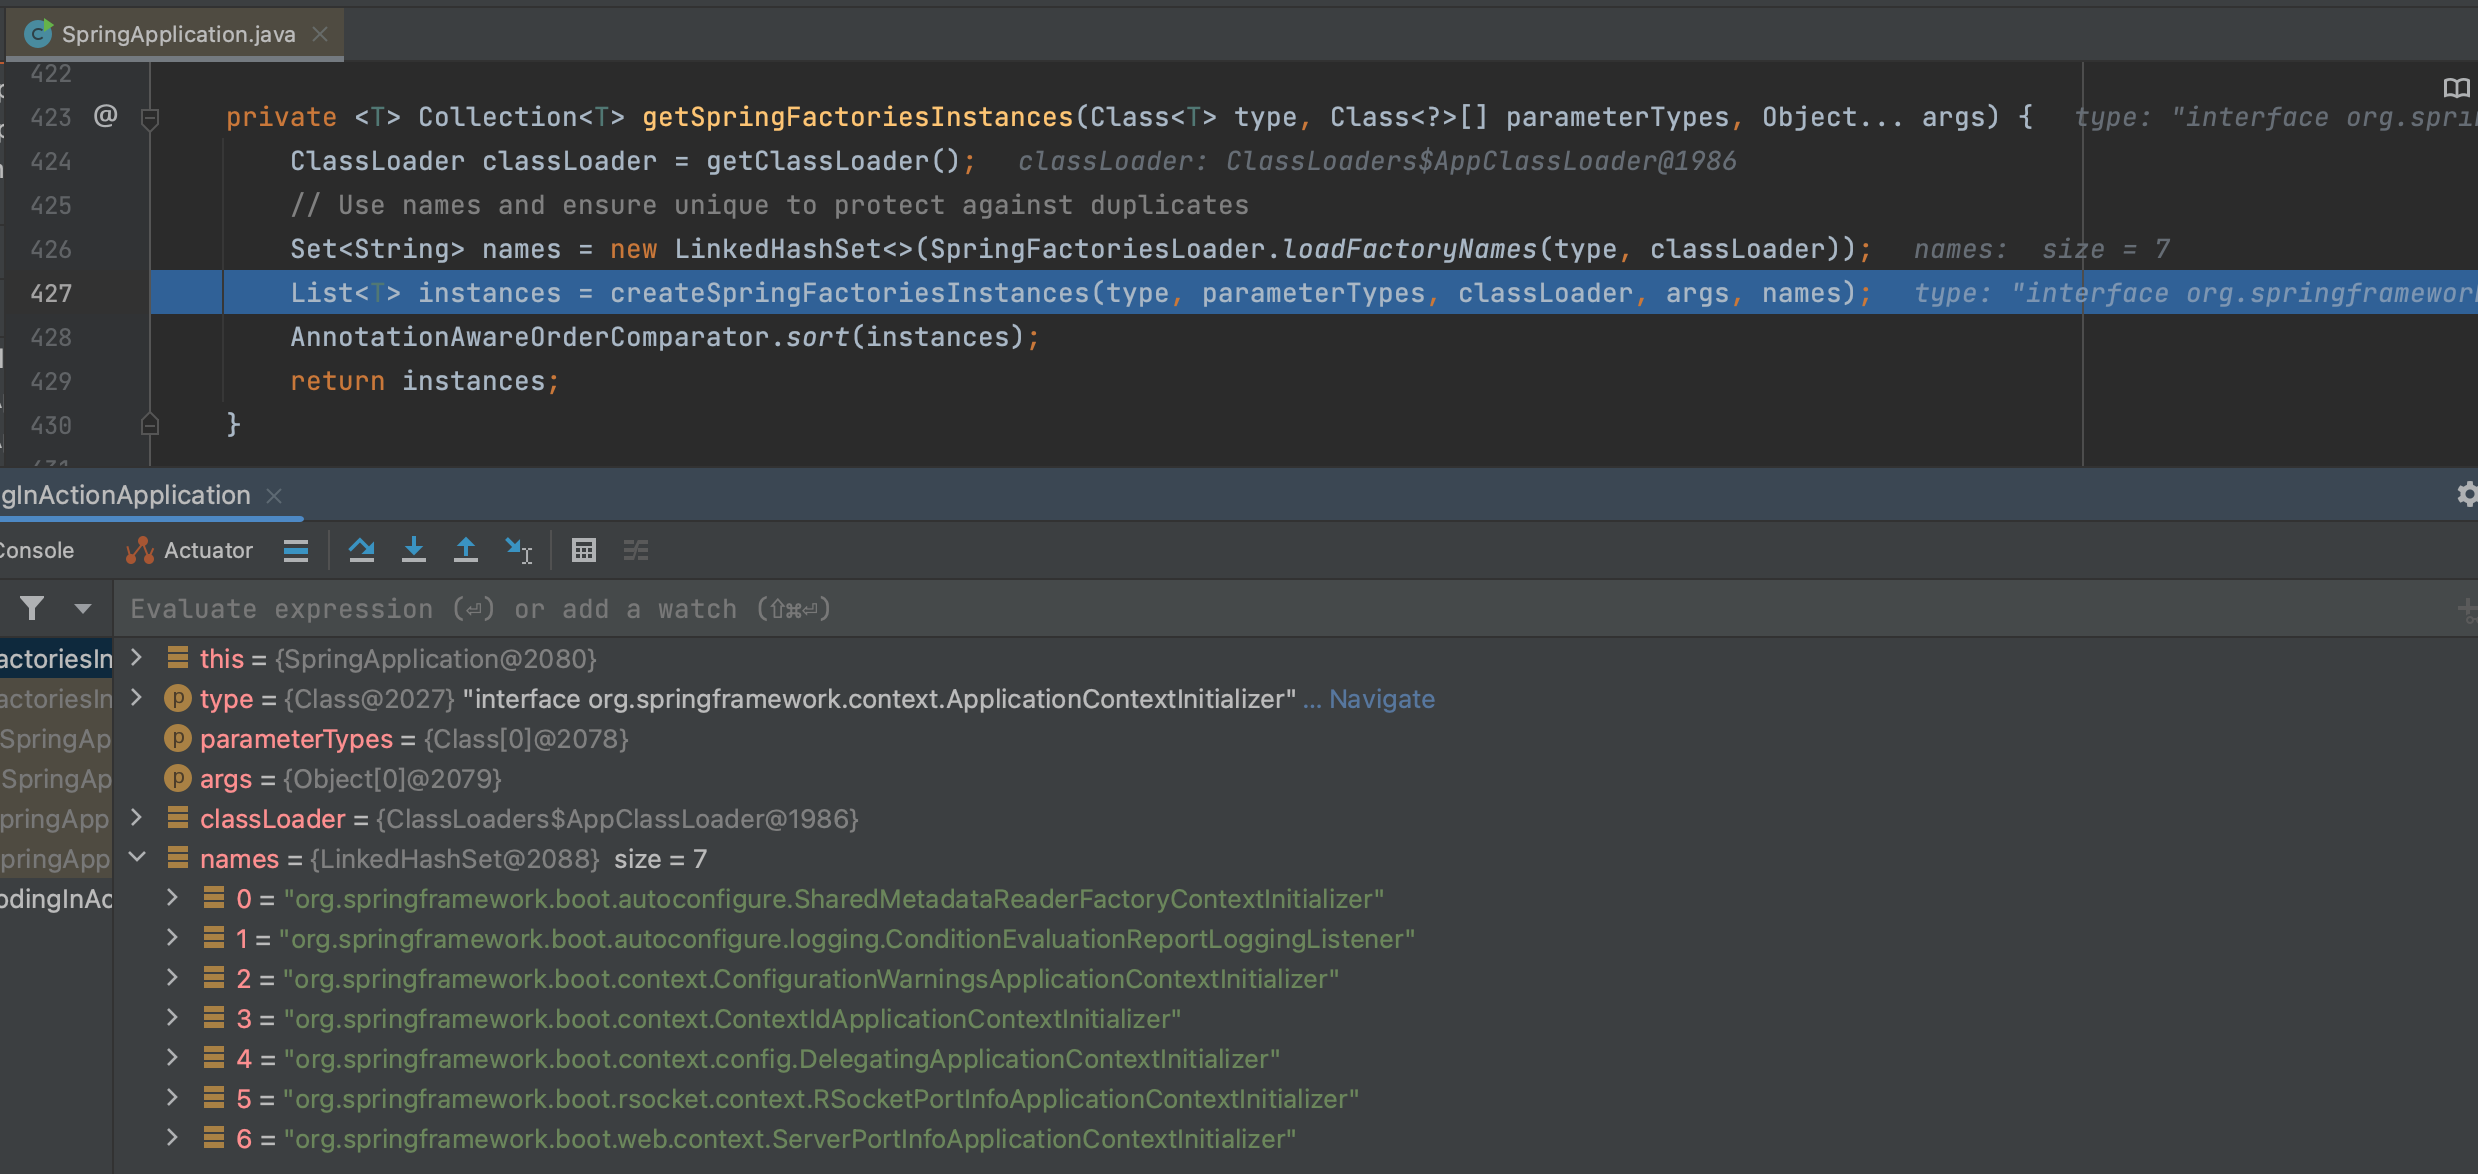 SpringApplication.java
422
423 @ private <T> Collection<T> getSpringFactoriesInstances(Class<T> type, Class<?>[] parameterTypes, Object... args) { type: "interface org.sprin
424 ClassLoader classLoader = getClassLoader(); classLoader: ClassLoaders$AppClassLoader@1986
425 // Use names and ensure unique to protect against duplicates
426 Set<String> names = new LinkedHashSet<>(SpringFactoriesLoader.loadFactoryNames(type, classLoader)); names: size = 7
427 List<T> instances = createSpringFactoriesInstances(type, parameterTypes, classLoader, args, names); type: "interface org.springframework
428 AnnotationAwareOrderComparator.sort(instances);
429 return instances;
430 }
431
gInActionApplication
Console Actuator
Evaluate expression (⏎) or add a watch (⇧⌘⏎)
actoriesIn this = {SpringApplication@2080}
actoriesIn p type = {Class@2027} "interface org.springframework.context.ApplicationContextInitializer" ... Navigate
SpringAp p parameterTypes = {Class[0]@2078}
SpringAp p args = {Object[0]@2079}
pringApp classLoader = {ClassLoaders$AppClassLoader@1986}
pringApp names = {LinkedHashSet@2088} size = 7
odingInAc 0 = "org.springframework.boot.autoconfigure.SharedMetadataReaderFactoryContextInitializer"
1 = "org.springframework.boot.autoconfigure.logging.ConditionEvaluationReportLoggingListener"
2 = "org.springframework.boot.context.ConfigurationWarningsApplicationContextInitializer"
3 = "org.springframework.boot.context.ContextIdApplicationContextInitializer"
4 = "org.springframework.boot.context.config.DelegatingApplicationContextInitializer"
5 = "org.springframework.boot.rsocket.context.RSocketPortInfoApplicationContextInitializer"
6 = "org.springframework.boot.web.context.ServerPortInfoApplicationContextInitializer"